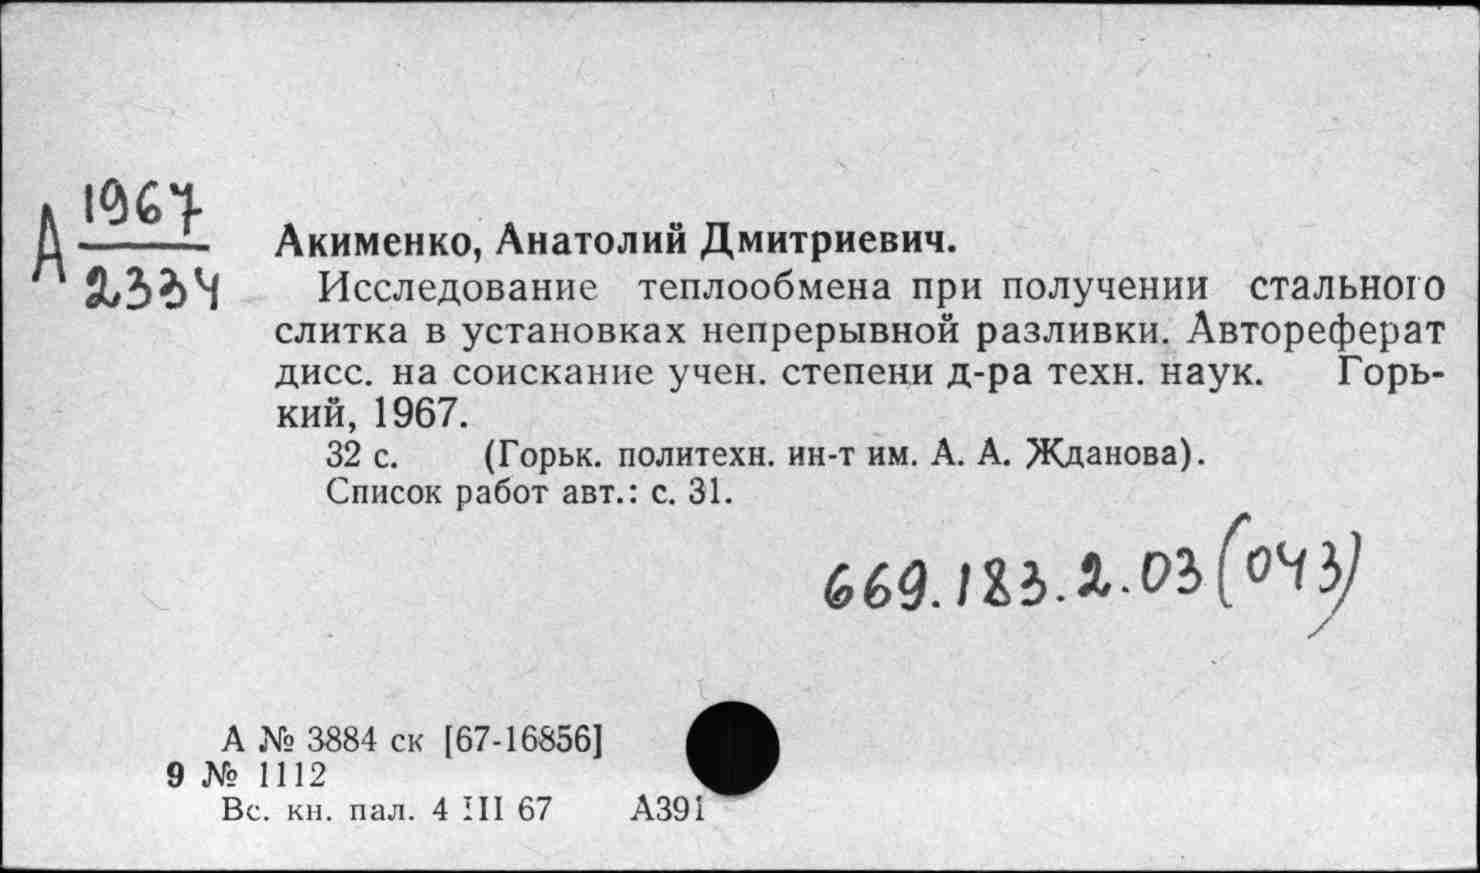 А 1967
2334
Акименко, Анатолий Дмитриевич.
Исследование теплообмена при получении стального
слитка в установках непрерывной разливки. Автореферат
дисс. на соискание учен. степени д-ра техн. наук. Горь-
кий, 1967.
32 с. (Горьк. политехн. ин-т им. А. А. Жданова).
Список работ авт.: с. 31.
669.183.2.03(043)
А № 3884 ск [67-16856]
9 № 1112
Вс. кн. пал. 4 III 67 А391